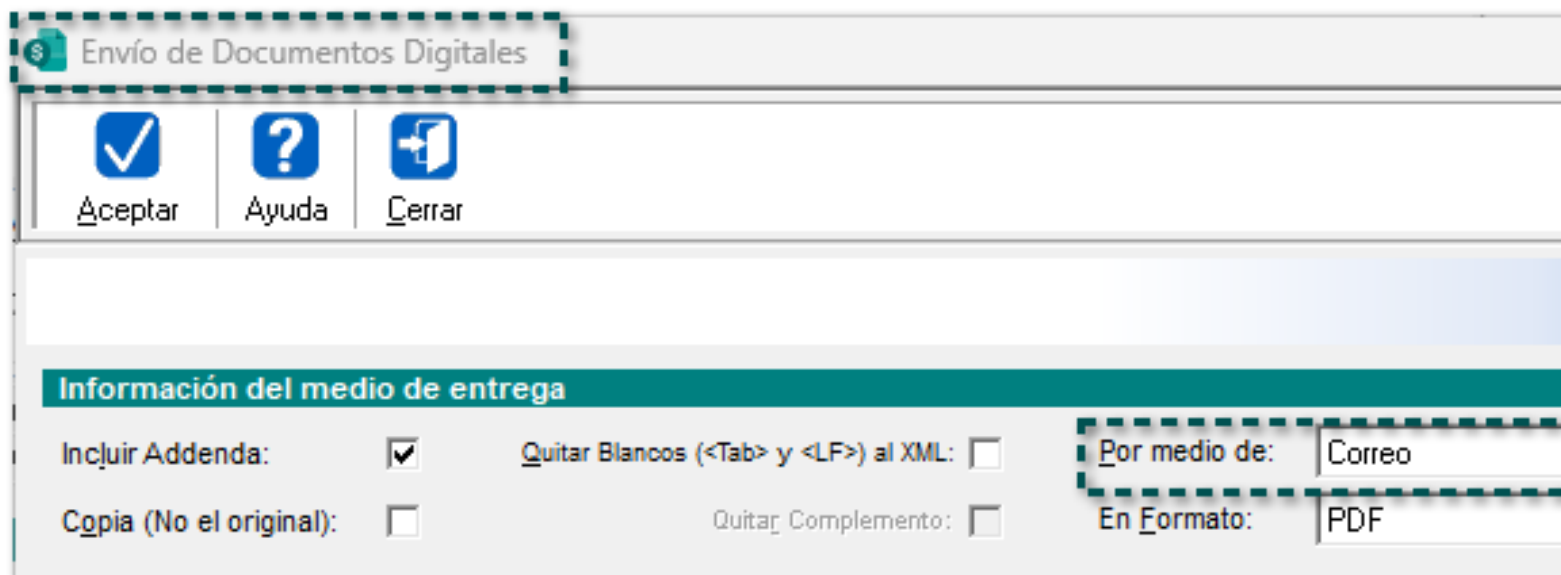 Envío de Documentos Digitales
Aceptar Ayuda Cerrar
Información del medio de entrega
Incluir Addenda: Quitar Blancos (<Tab> y <LF>) al XML: Por medio de: Correo
Copia (No el original): Quitar Complemento: En Formato: PDF